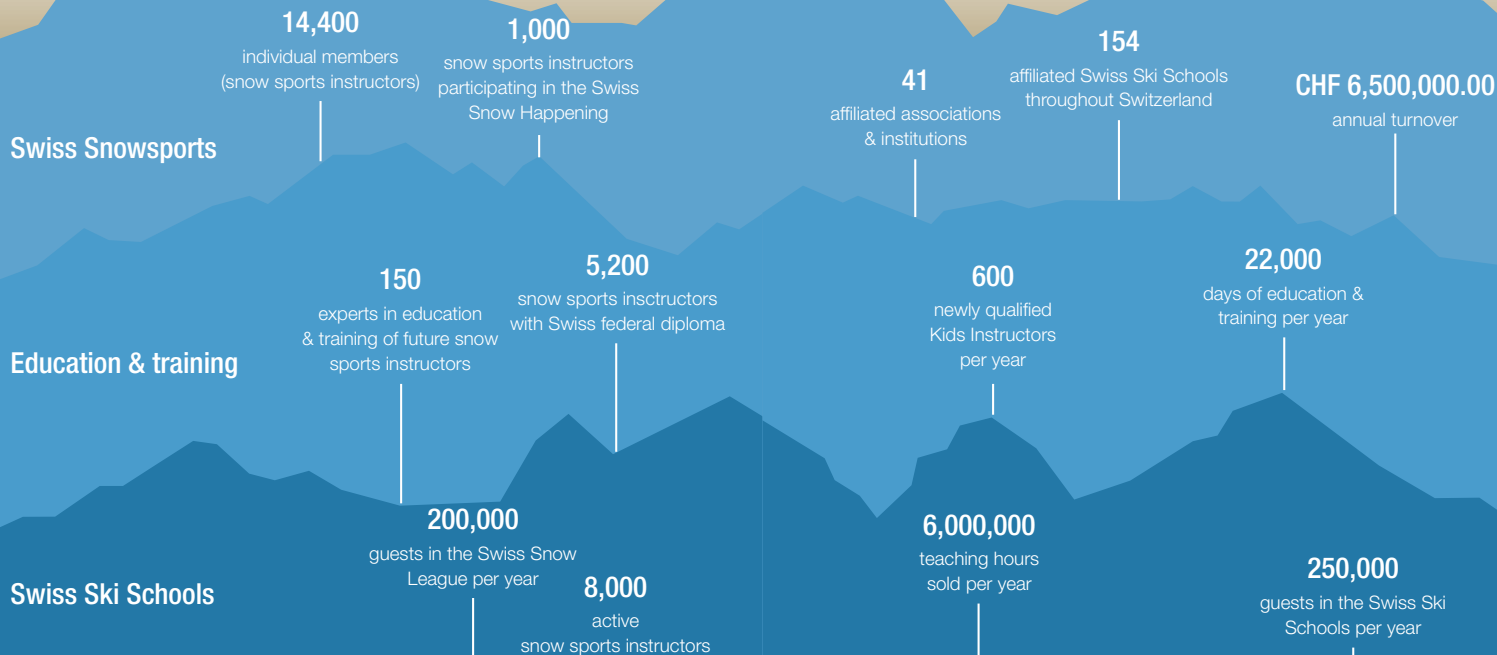 14,400
individual members
(snow sports instructors)
1,000
snow sports instructors
participating in the Swiss
Snow Happening
41
affiliated associations
& institutions
154
affiliated Swiss Ski Schools
throughout Switzerland
CHF 6,500,000.00
annual turnover
Swiss Snowsports
150
experts in education
& training of future snow
sports instructors
5,200
snow sports insctructors
with Swiss federal diploma
600
newly qualified
Kids Instructors
per year
22,000
days of education &
training per year
Education & training
200,000
guests in the Swiss Snow
League per year
8,000
active
snow sports instructors
6,000,000
teaching hours
sold per year
250,000
guests in the Swiss Ski
Schools per year
Swiss Ski Schools